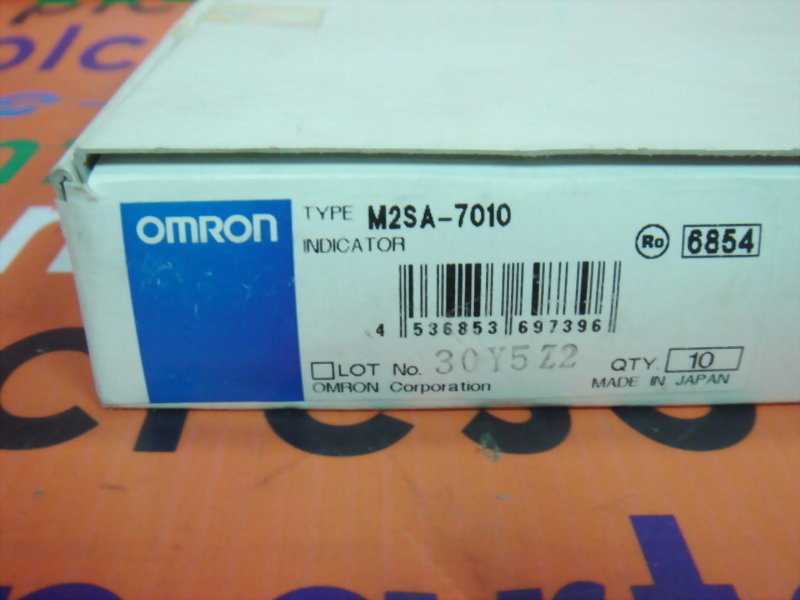 OMRON
TYPE M2SA-7010
INDICATOR
Ro 6854
4 536853 697396
LOT No. 30Y5Z2
QTY. 10
OMRON Corporation
MADE IN JAPAN